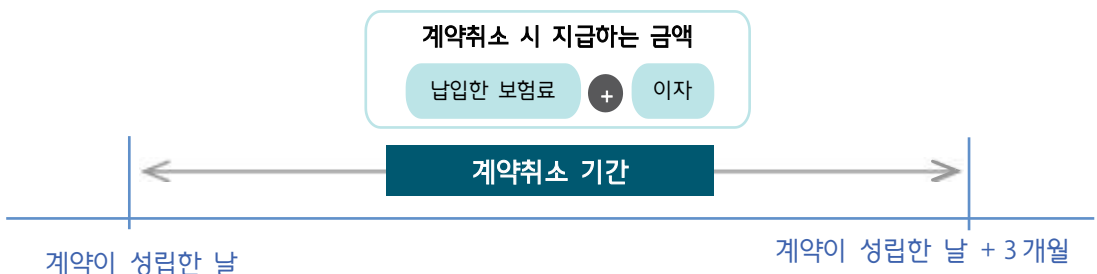 계약취소 시 지급하는 금액
납입한 보험료 + 이자
계약취소 기간
계약이 성립한 날
계약이 성립한 날 + 3개월